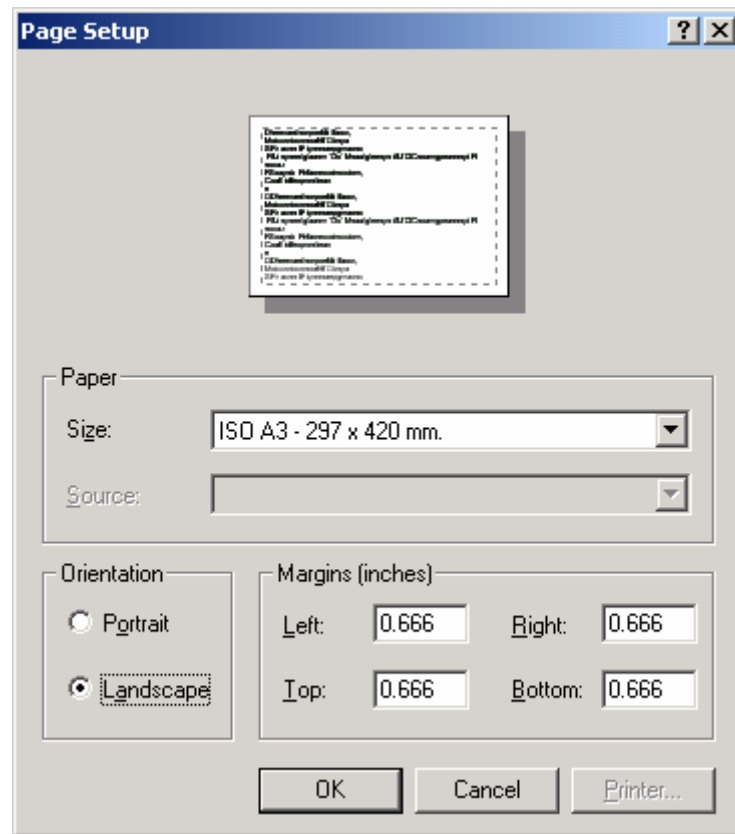 Page Setup
Paper
Size: ISO A3 - 297 x 420 mm.
Source:
Orientation
Portrait
Landscape
Margins (inches)
Left: 0.666 Right: 0.666
Top: 0.666 Bottom: 0.666
OK Cancel Printer...